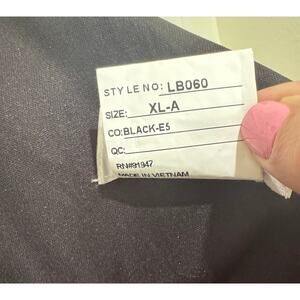 STYLE NO: LB060
SIZE: XL-A
CO: BLACK-E5
QC:
RN#91947
MADE IN VIETNAM